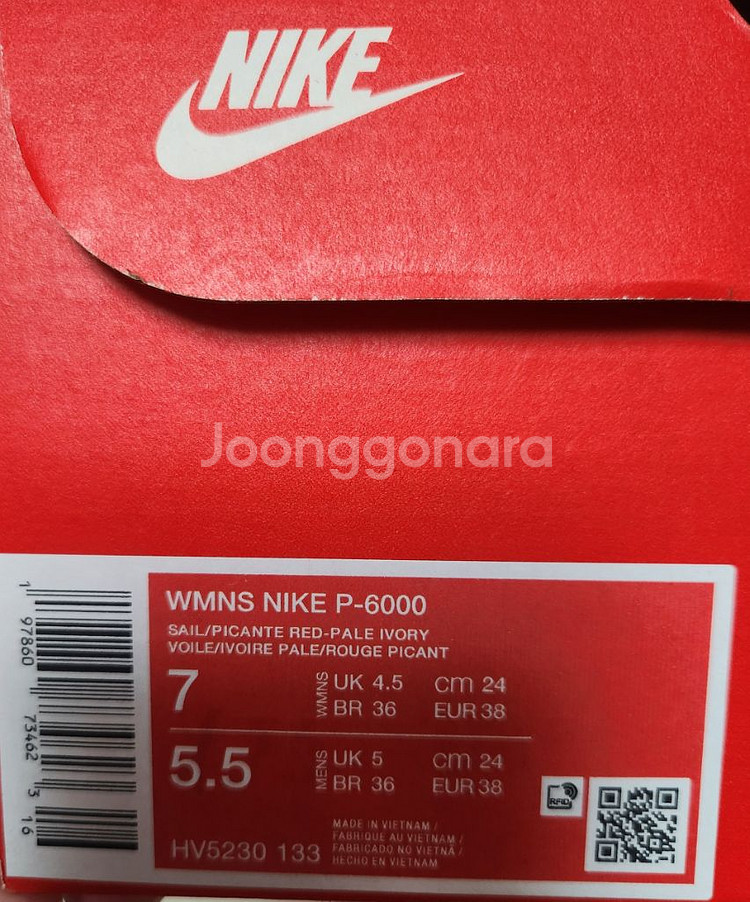 NIKE
Joonggonara
WMNS NIKE P-6000
SAIL/PICANTE RED-PALE IVORY
VOILE/IVOIRE PALE/ROUGE PICANT
7 WMNS UK 4.5 cm 24
BR 36 EUR 38
5.5 MENS UK 5 cm 24
BR 36 EUR 38
HV5230 133
MADE IN VIETNAM /
FABRIQUE AU VIETNAM /
FABRICADO NO VIETNÃ /
HECHO EN VIETNAM
RFID
1 97860 73462 3 16